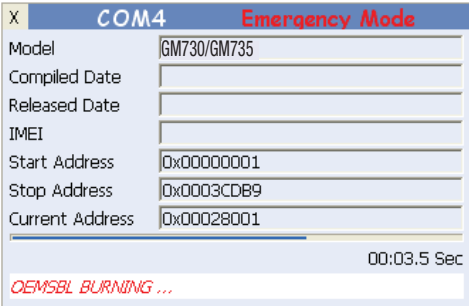 X COM4 Emergency Mode
Model GM730/GM735
Compiled Date
Released Date
IMEI
Start Address 0x00000001
Stop Address 0x0003CDB9
Current Address 0x00028001
00:03.5 Sec
OEMSBL BURNING ...